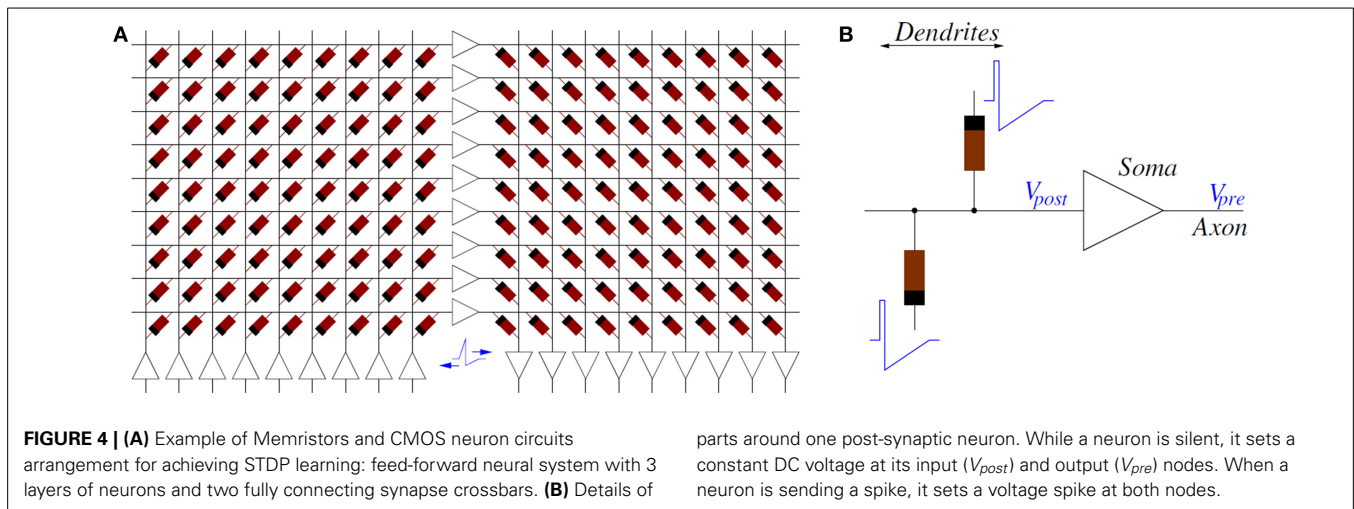 A
B
Dendrites
Soma
Vpost
Vpre
Axon
FIGURE 4 | (A) Example of Memristors and CMOS neuron circuits
arrangement for achieving STDP learning: feed-forward neural system with 3
layers of neurons and two fully connecting synapse crossbars. (B) Details of
parts around one post-synaptic neuron. While a neuron is silent, it sets a
constant DC voltage at its input (Vpost) and output (Vpre) nodes. When a
neuron is sending a spike, it sets a voltage spike at both nodes.